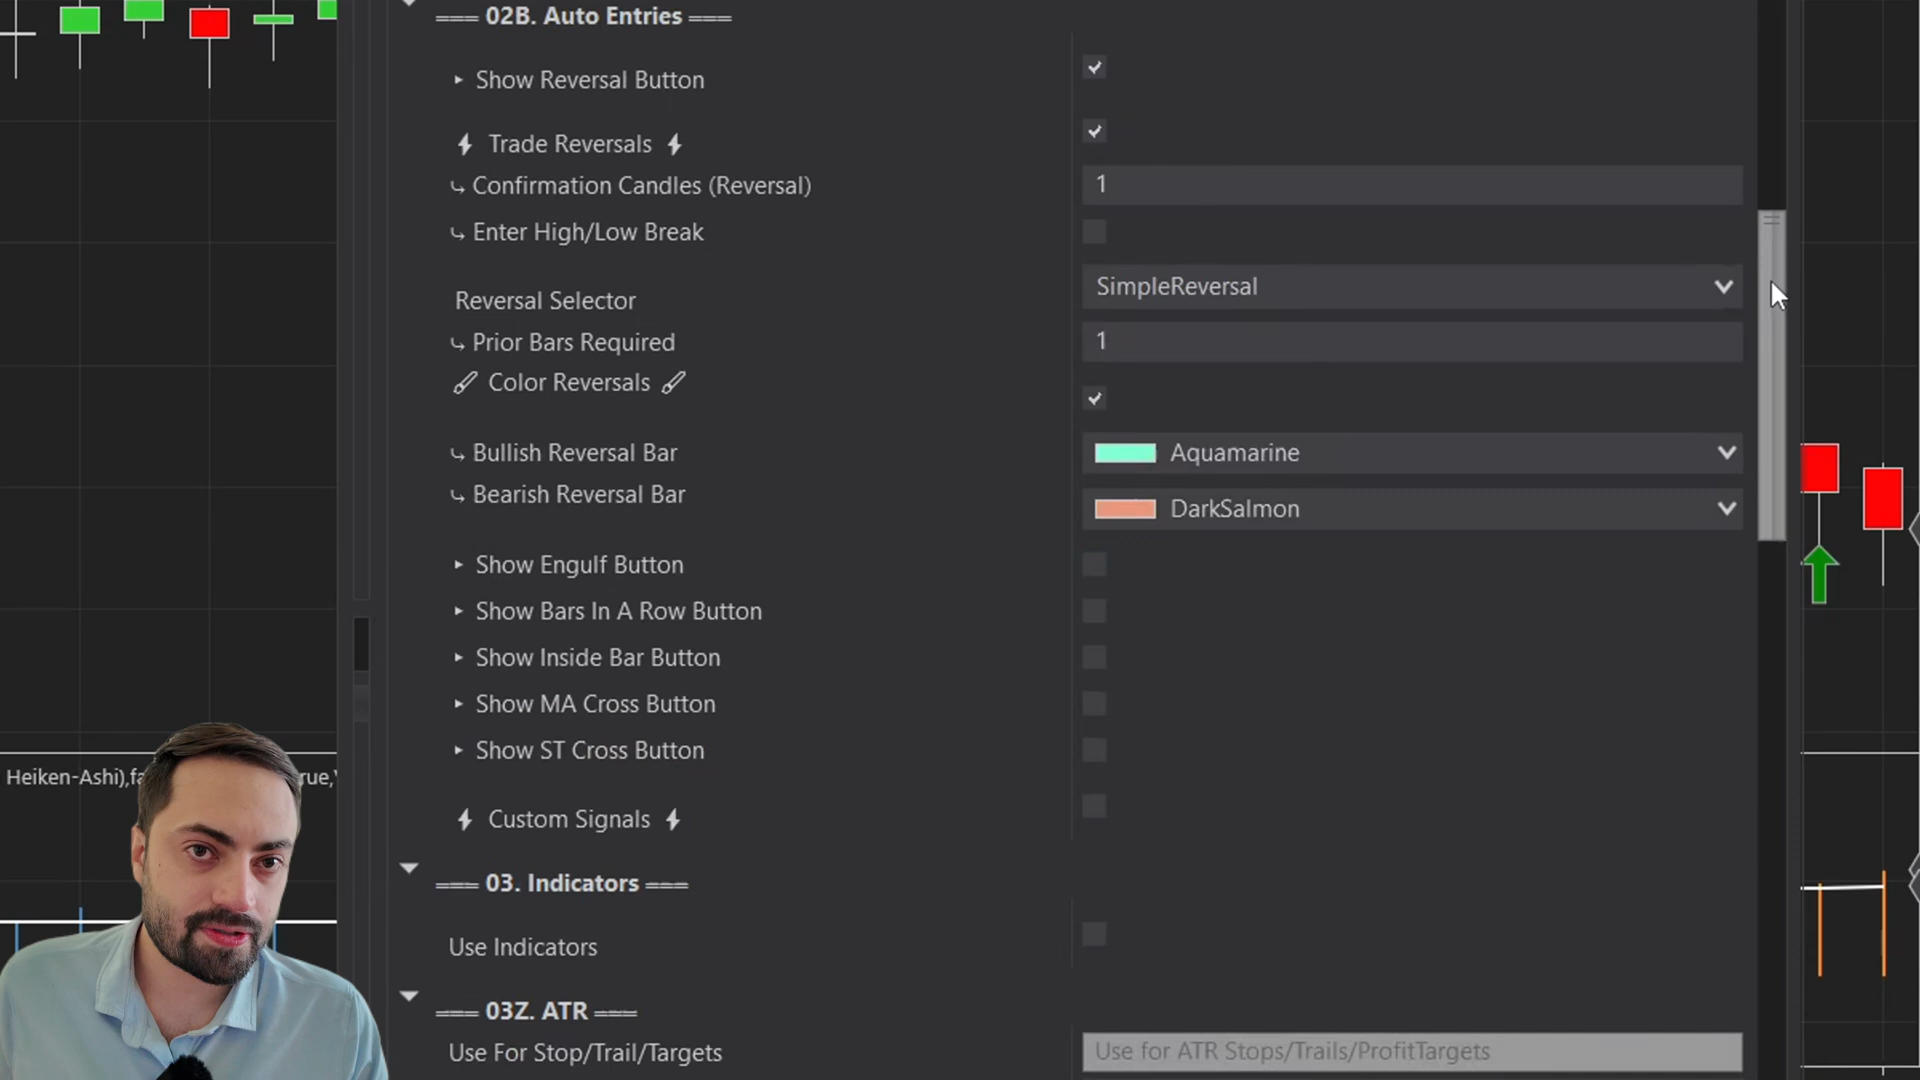 === 02B. Auto Entries ===
Show Reversal Button
Trade Reversals
Confirmation Candles (Reversal)
1
Enter High/Low Break
Reversal Selector
SimpleReversal
Prior Bars Required
1
Color Reversals
Bullish Reversal Bar
Aquamarine
Bearish Reversal Bar
DarkSalmon
Show Engulf Button
Show Bars In A Row Button
Show Inside Bar Button
Show MA Cross Button
Show ST Cross Button
Heiken-Ashi),fa
rue,
Custom Signals
=== 03. Indicators ===
Use Indicators
=== 03Z. ATR ===
Use For Stop/Trail/Targets
Use for ATR Stops/Trails/ProfitTargets